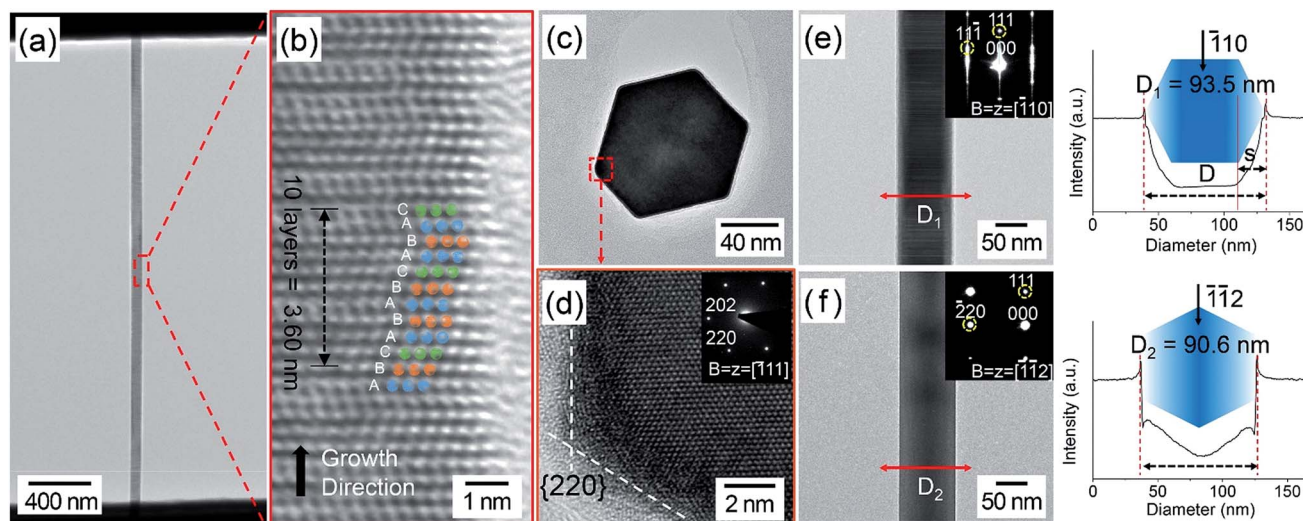 (a)
400 nm
(b)
10 layers = 3.60 nm
C
A
B
A
C
B
A
B
A
C
B
A
Growth
Direction
1 nm
(c)
40 nm
(d)
202
220
B=z=[1̄11]
{220}
2 nm
(e)
111̄
111
000
B=z=[1̄10]
D₁
50 nm
(f)
111
2̄20
000
B=z=[1̄1̄2]
D₂
50 nm
Intensity (a.u.)
1̄10
D₁ = 93.5 nm
D
s
0 50 100 150
Diameter (nm)
Intensity (a.u.)
1̄1̄2
D₂ = 90.6 nm
0 50 100 150
Diameter (nm)